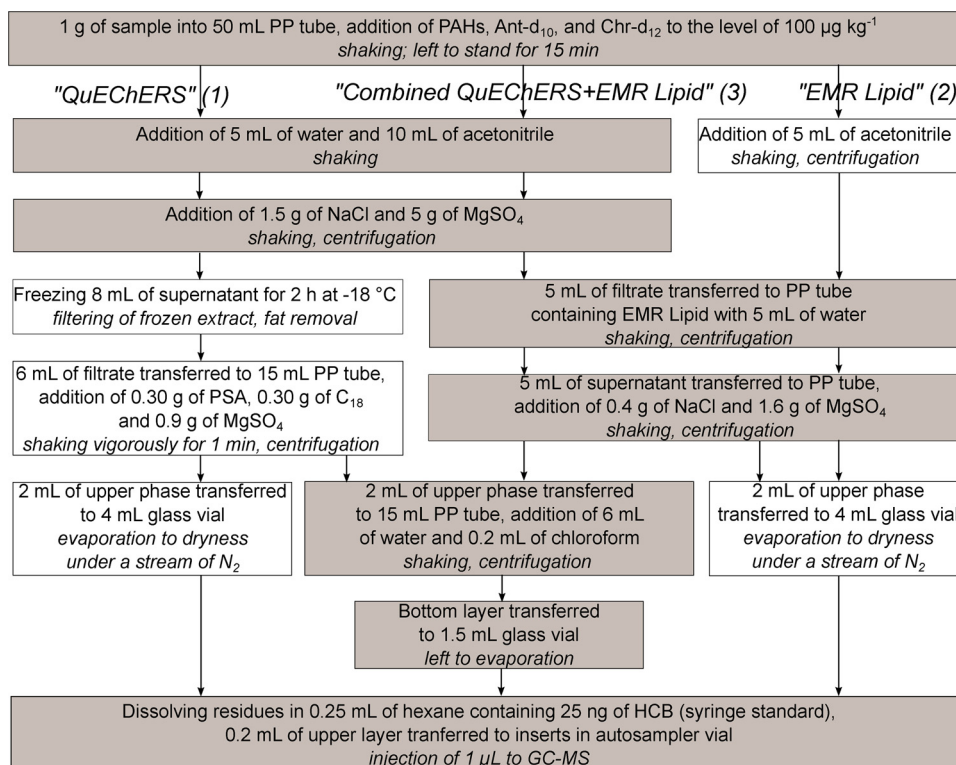 1 g of sample into 50 mL PP tube, addition of PAHs, Ant-d10, and Chr-d12 to the level of 100 µg kg-1
shaking; left to stand for 15 min
"QuEChERS" (1)
"Combined QuEChERS+EMR Lipid" (3)
"EMR Lipid" (2)
Addition of 5 mL of water and 10 mL of acetonitrile
shaking
Addition of 5 mL of acetonitrile
shaking, centrifugation
Addition of 1.5 g of NaCl and 5 g of MgSO4
shaking, centrifugation
Freezing 8 mL of supernatant for 2 h at -18 °C
filtering of frozen extract, fat removal
5 mL of filtrate transferred to PP tube
containing EMR Lipid with 5 mL of water
shaking, centrifugation
6 mL of filtrate transferred to 15 mL PP tube,
addition of 0.30 g of PSA, 0.30 g of C18
and 0.9 g of MgSO4
shaking vigorously for 1 min, centrifugation
5 mL of supernatant transferred to PP tube,
addition of 0.4 g of NaCl and 1.6 g of MgSO4
shaking, centrifugation
2 mL of upper phase transferred
to 4 mL glass vial
evaporation to dryness
under a stream of N2
2 mL of upper phase transferred
to 15 mL PP tube, addition of 6 mL
of water and 0.2 mL of chloroform
shaking, centrifugation
2 mL of upper phase
transferred to 4 mL glass vial
evaporation to dryness
under a stream of N2
Bottom layer transferred
to 1.5 mL glass vial
left to evaporation
Dissolving residues in 0.25 mL of hexane containing 25 ng of HCB (syringe standard),
0.2 mL of upper layer tranferred to inserts in autosampler vial
injection of 1 µL to GC-MS